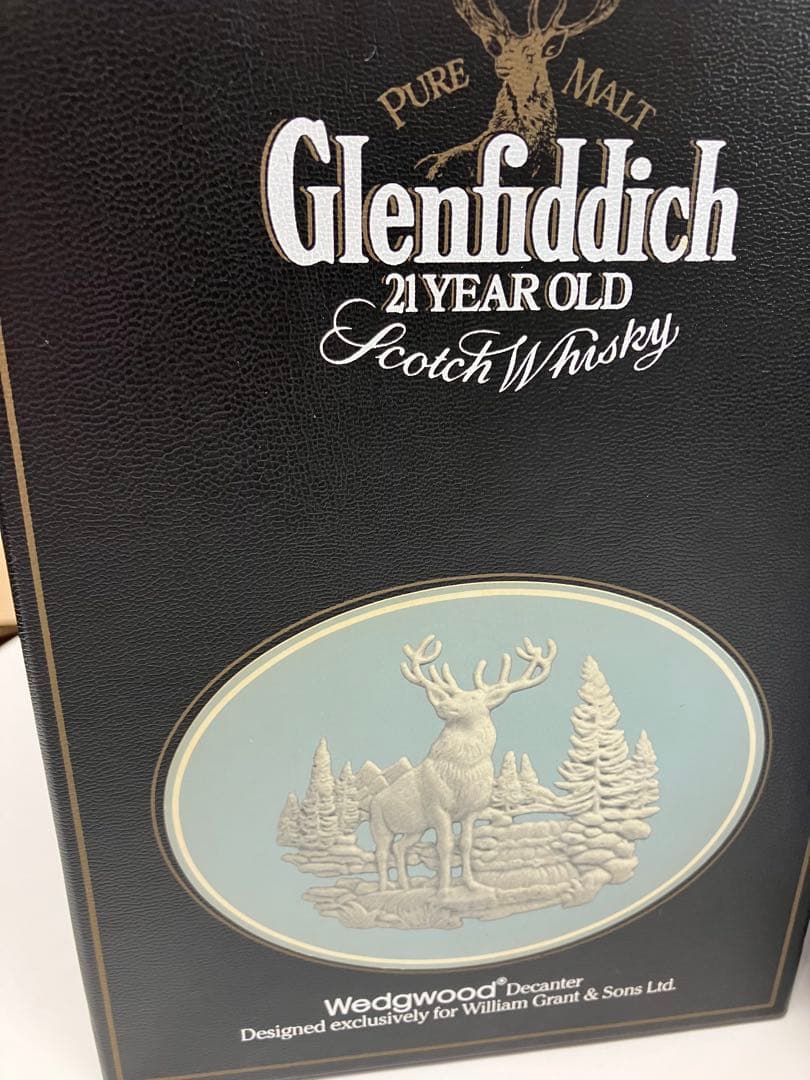 PURE MALT
Glenfiddich
21 YEAR OLD
Scotch Whisky
Wedgwood® Decanter
Designed exclusively for William Grant & Sons Ltd.